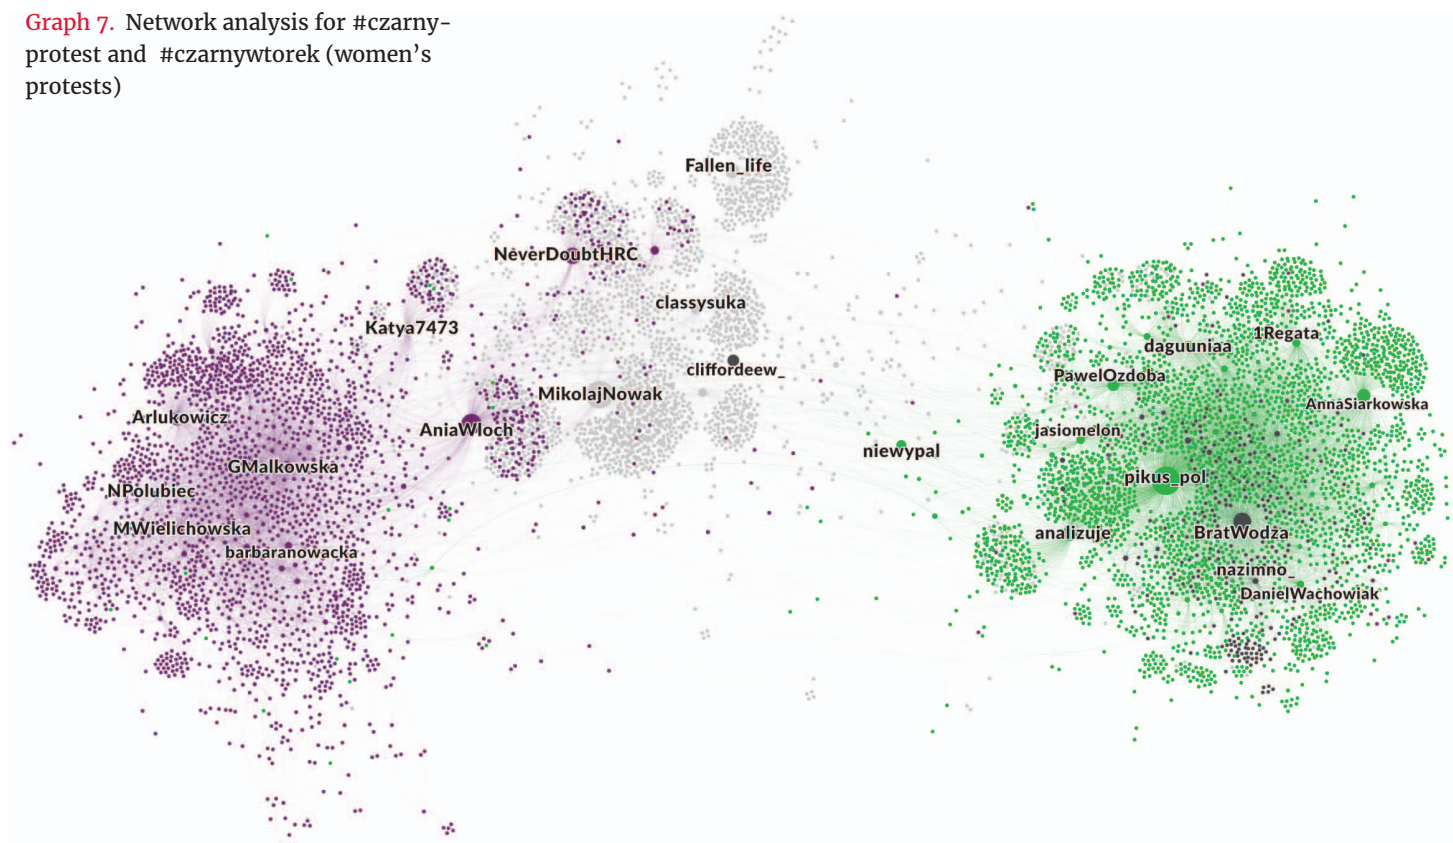 Graph 7. Network analysis for #czarny-
protest and #czarnywtorek (women's
protests)
Fallen_life
NeverDoubtHRC
classysuka
Katya7473
cliffordeew_
MikolajNowak
AniaWloch
Arlukowicz
GMalkowska
NPolubiec
MWielichowska
barbaranowacka
niewypal
daguuniaa
1Regata
PawelOzdoba
AnnaSiarkowska
jasiomelon
pikus_pol
analizuje
BratWodza
nazimno_
DanielWachowiak